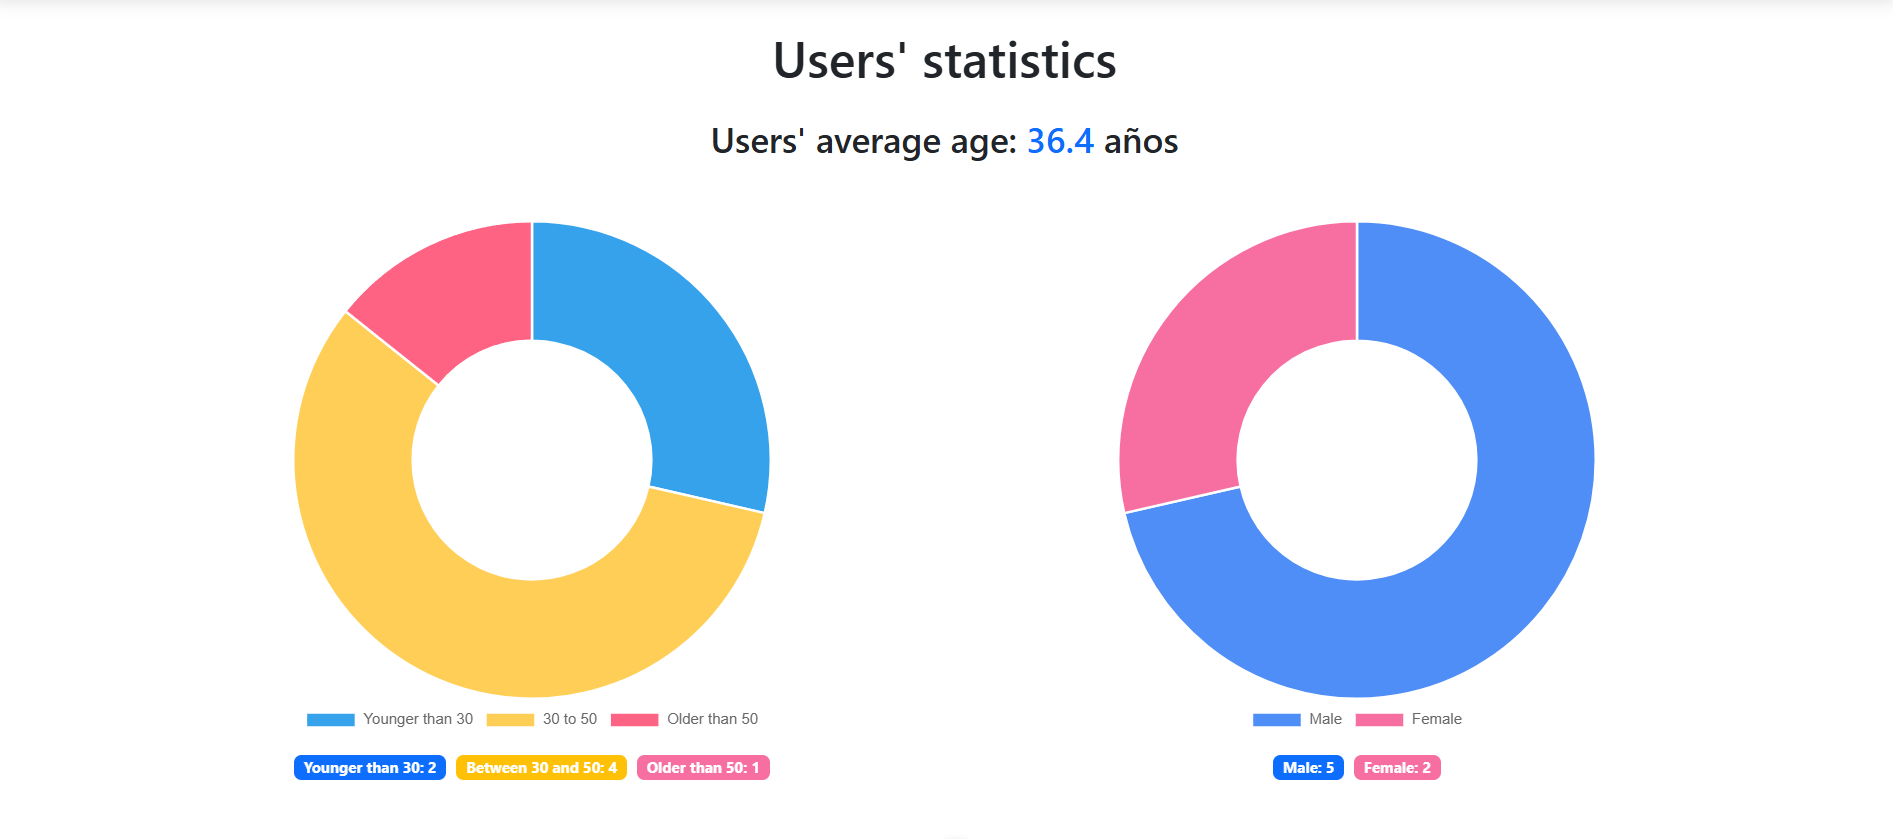 Users' statistics
Users' average age: 36.4 años
Younger than 30 30 to 50 Older than 50
Male Female
Younger than 30: 2 Between 30 and 50: 4 Older than 50: 1
Male: 5 Female: 2